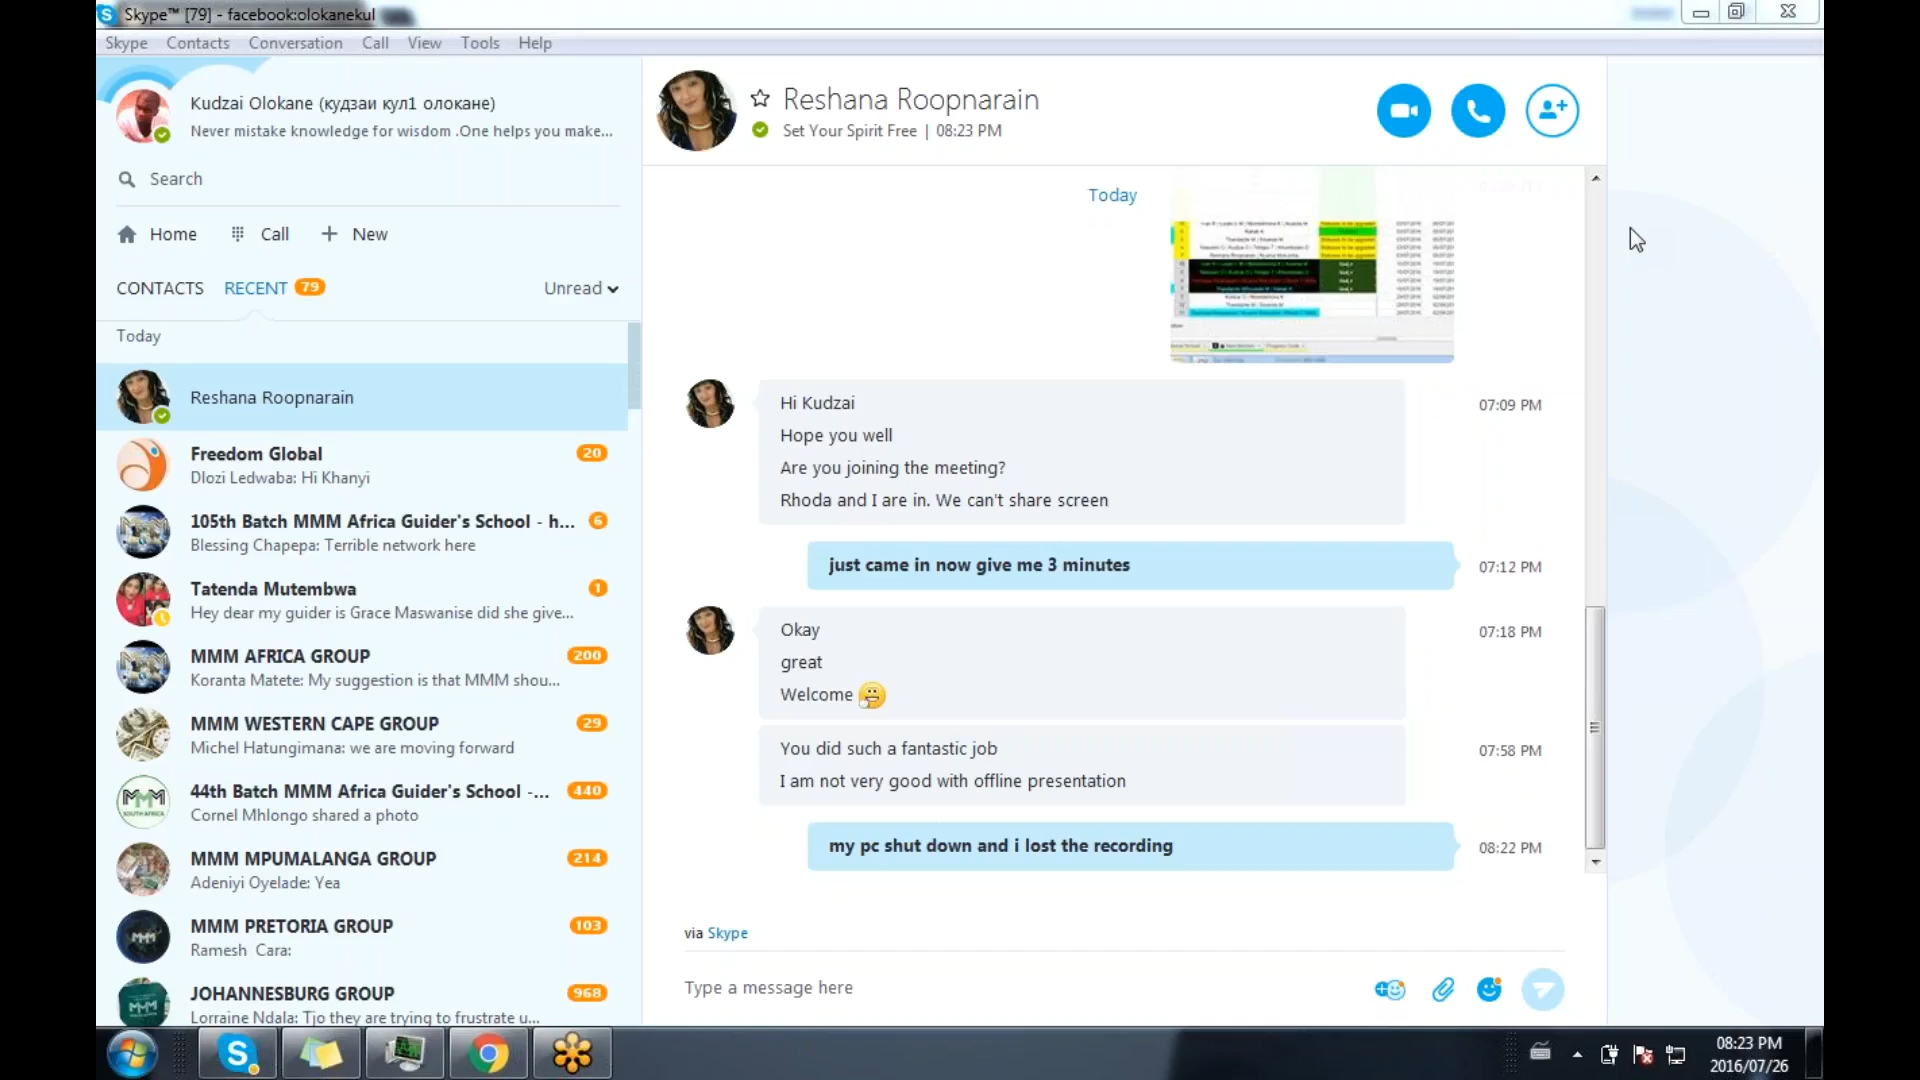 Skype™ [79] - facebook:olokanekul
Skype Contacts Conversation Call View Tools Help
Kudzai Olokane (кудзаи кул1 олокане)
Never mistake knowledge for wisdom .One helps you make...
Search
Home Call New
CONTACTS RECENT 79 Unread
Today
Reshana Roopnarain
Freedom Global 20
Dlozi Ledwaba: Hi Khanyi
105th Batch MMM Africa Guider's School - h... 6
Blessing Chapepa: Terrible network here
Tatenda Mutembwa 1
Hey dear my guider is Grace Maswanise did she give...
MMM AFRICA GROUP 200
Koranta Matete: My suggestion is that MMM shou...
MMM WESTERN CAPE GROUP 29
Michel Hatungimana: we are moving forward
44th Batch MMM Africa Guider's School -... 440
Cornel Mhlongo shared a photo
MMM MPUMALANGA GROUP 214
Adeniyi Oyelade: Yea
MMM PRETORIA GROUP 103
Ramesh Cara:
JOHANNESBURG GROUP 968
Lorraine Ndala: Tjo they are trying to frustrate u...
Reshana Roopnarain
Set Your Spirit Free | 08:23 PM
Today
Hi Kudzai 07:09 PM
Hope you well
Are you joining the meeting?
Rhoda and I are in. We can't share screen
just came in now give me 3 minutes 07:12 PM
Okay 07:18 PM
great
Welcome
You did such a fantastic job 07:58 PM
I am not very good with offline presentation
my pc shut down and i lost the recording 08:22 PM
via Skype
Type a message here
08:23 PM
2016/07/26